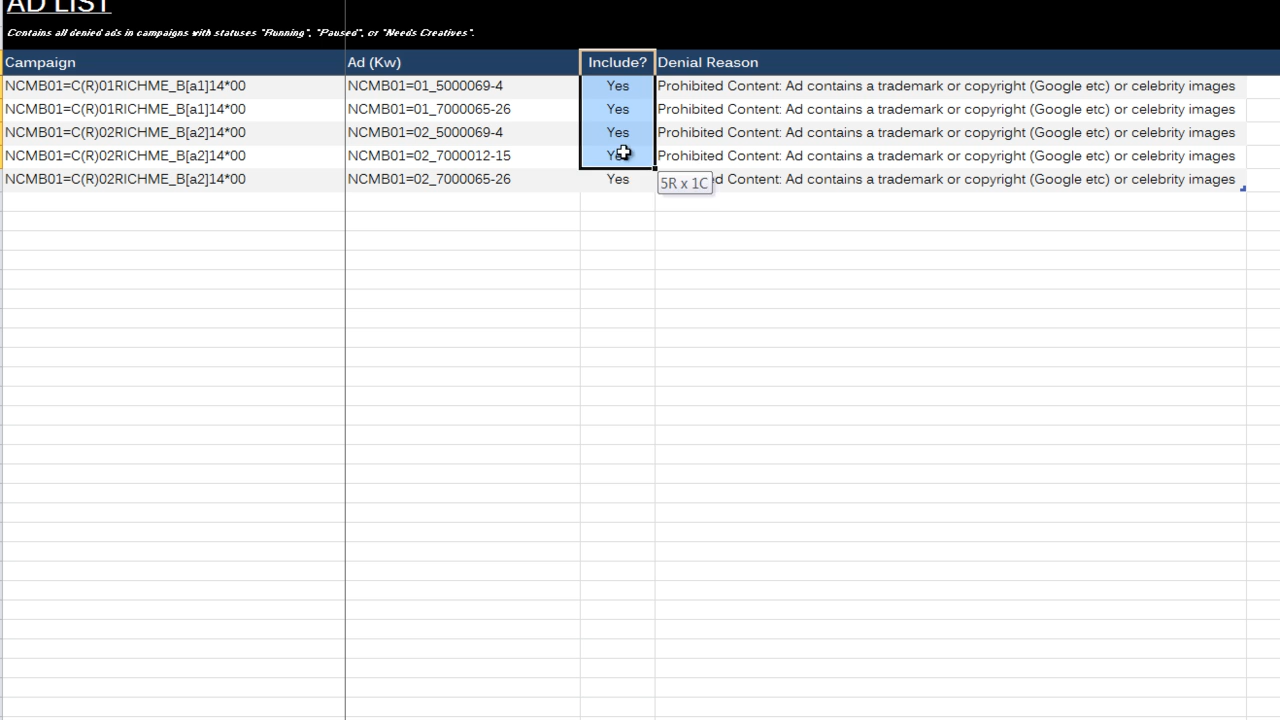 AD LIST
Contains all denied ads in campaigns with statuses "Running", "Paused", or "Needs Creatives".
Campaign Ad (Kw) Include? Denial Reason
NCMB01=C(R)01RICHME_B[a1]14*00 NCMB01=01_5000069-4 Yes Prohibited Content: Ad contains a trademark or copyright (Google etc) or celebrity images
NCMB01=C(R)01RICHME_B[a1]14*00 NCMB01=01_7000065-26 Yes Prohibited Content: Ad contains a trademark or copyright (Google etc) or celebrity images
NCMB01=C(R)02RICHME_B[a2]14*00 NCMB01=02_5000069-4 Yes Prohibited Content: Ad contains a trademark or copyright (Google etc) or celebrity images
NCMB01=C(R)02RICHME_B[a2]14*00 NCMB01=02_7000012-15 Yes Prohibited Content: Ad contains a trademark or copyright (Google etc) or celebrity images
NCMB01=C(R)02RICHME_B[a2]14*00 NCMB01=02_7000065-26 Yes 5R x 1C d Content: Ad contains a trademark or copyright (Google etc) or celebrity images